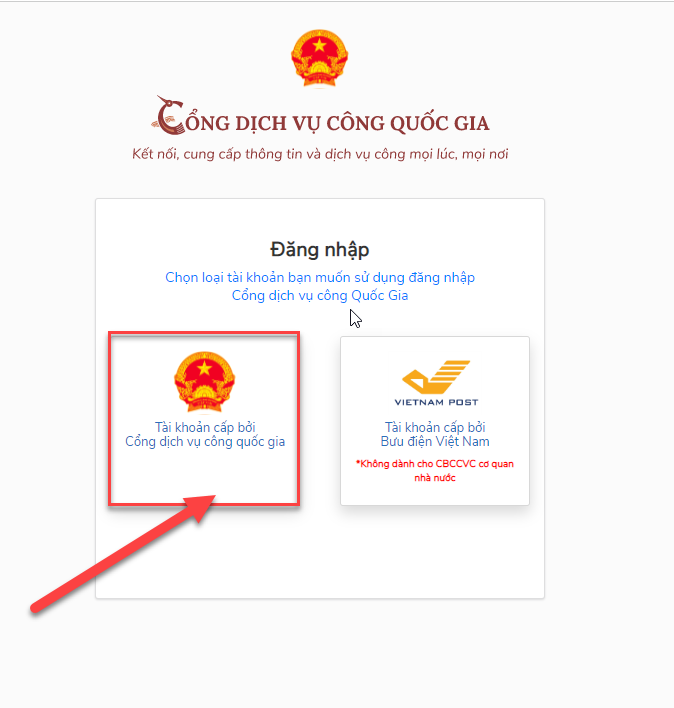 CỔNG DỊCH VỤ CÔNG QUỐC GIA
Kết nối, cung cấp thông tin và dịch vụ công mọi lúc, mọi nơi
Đăng nhập
Chọn loại tài khoản bạn muốn sử dụng đăng nhập
Cổng dịch vụ công Quốc Gia
Tài khoản cấp bởi
Cổng dịch vụ công quốc gia
VIETNAM POST
Tài khoản cấp bởi
Bưu điện Việt Nam
*Không dành cho CBCCVC cơ quan
nhà nước